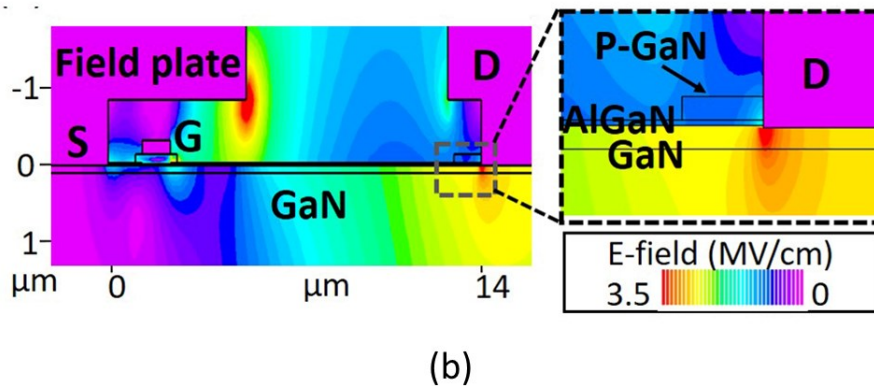 Field plate
D
-1
S
G
0
GaN
1
μm
0
μm
14
P-GaN
D
AlGaN
GaN
E-field (MV/cm)
3.5
0
(b)